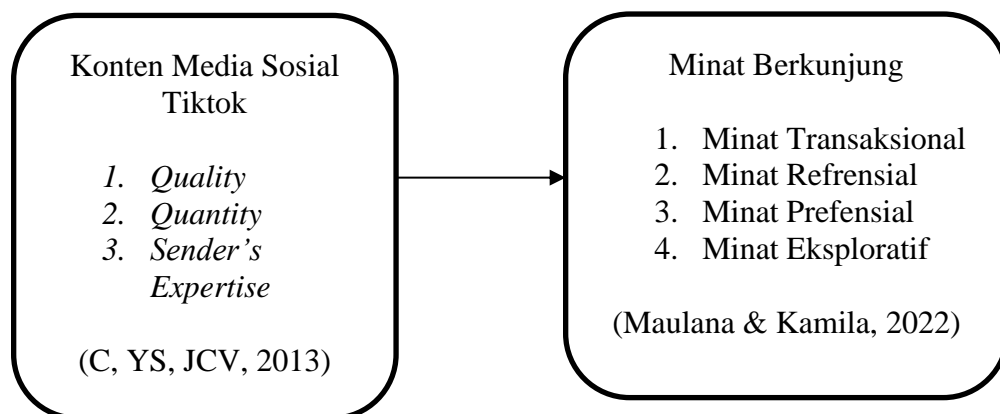 Konten Media Sosial
Tiktok
1. Quality
2. Quantity
3. Sender’s
Expertise
(C, YS, JCV, 2013)
Minat Berkunjung
1. Minat Transaksional
2. Minat Refrensial
3. Minat Prefensial
4. Minat Eksploratif
(Maulana & Kamila, 2022)